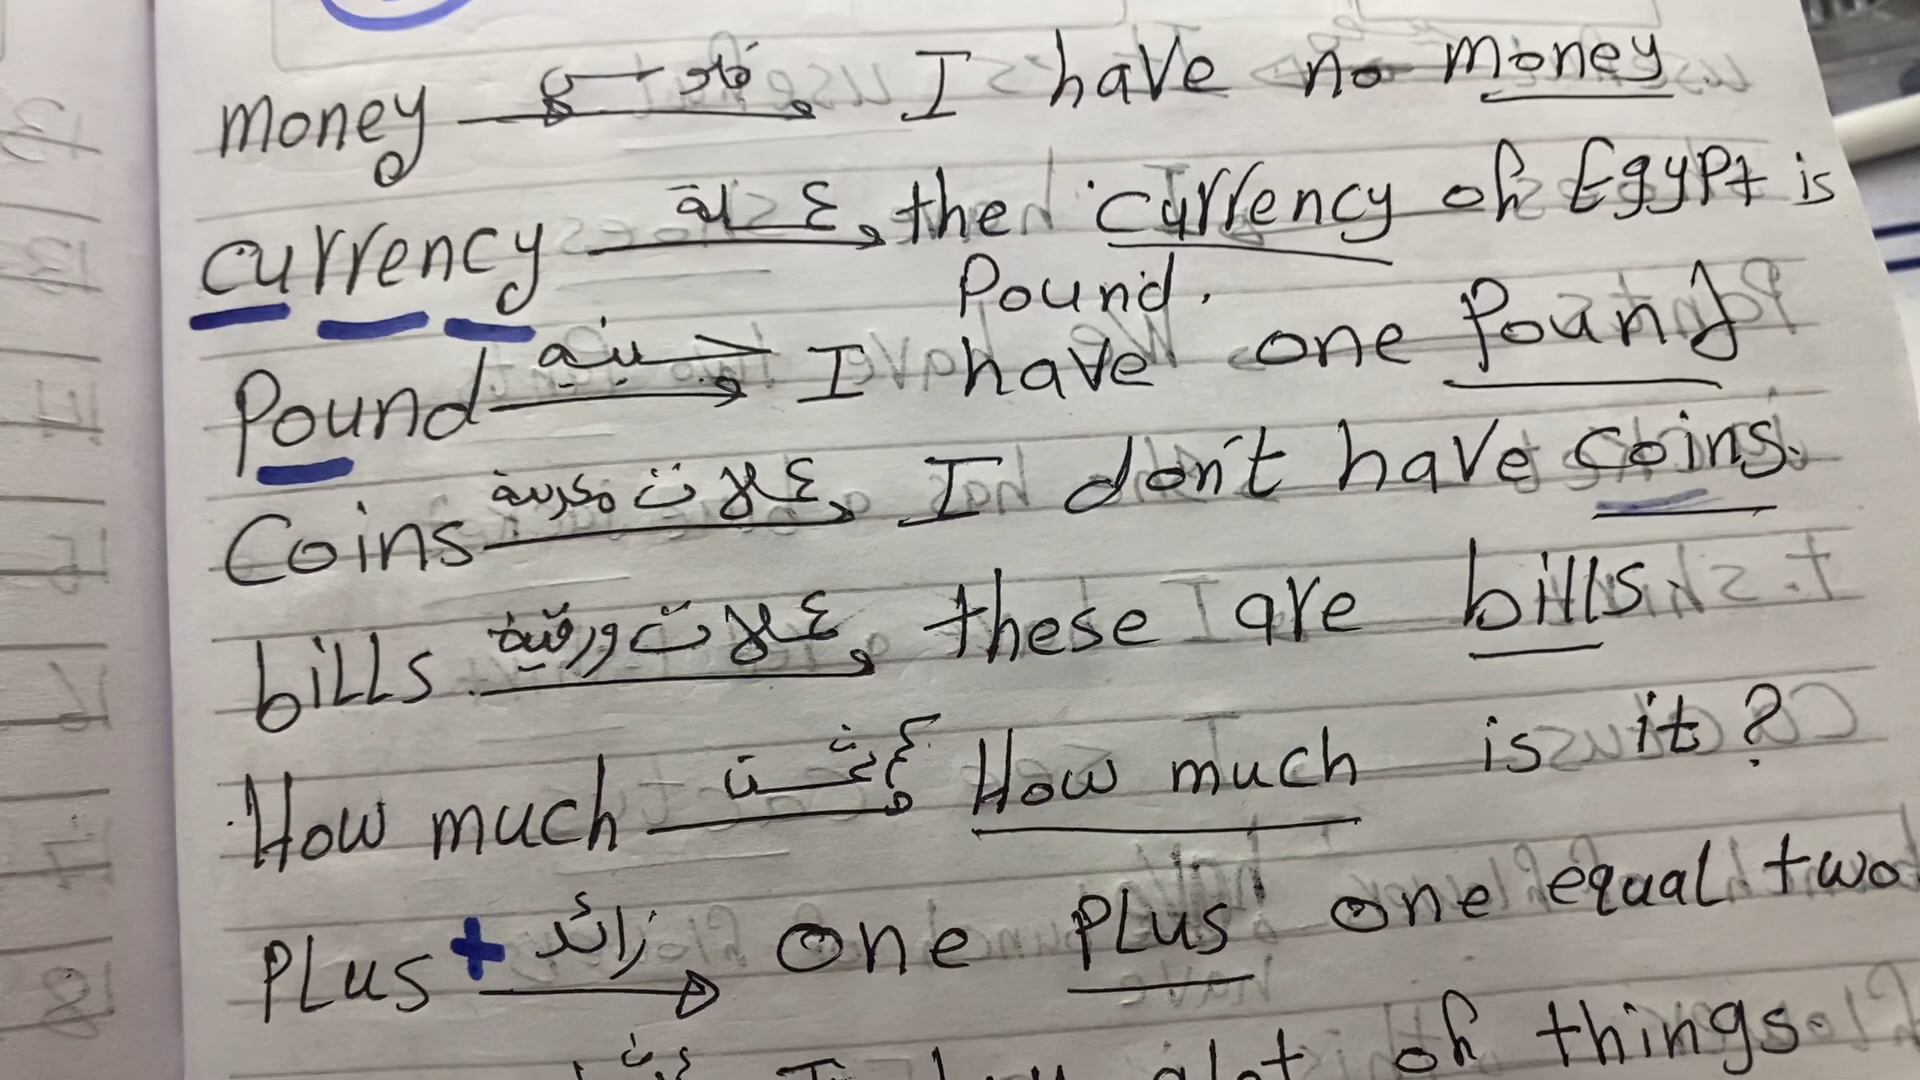 money → I have no money
currency → عملة the currency of Egypt is
Pound.
Pound → جنيه I have one Pound
Coins → عملات معدنية I don't have coins.
bills → عملات ورقية these are bills.
How much → How much is it?
PLus + زائد → one PLus one equal two
of things.